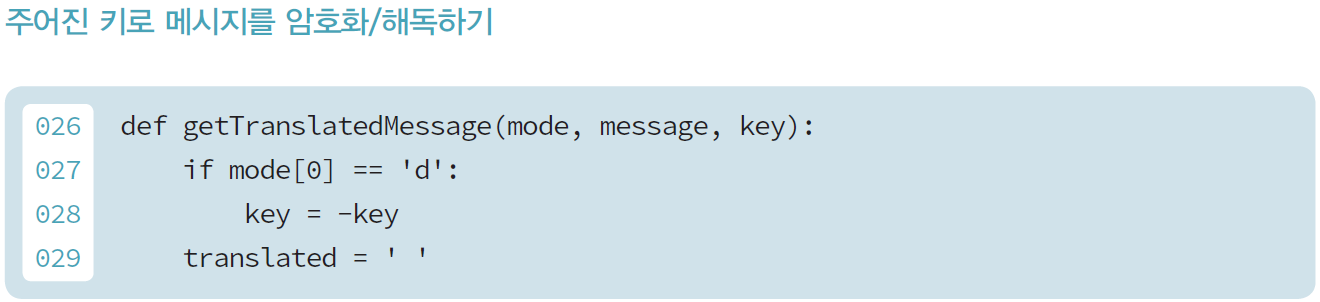 주어진 키로 메시지를 암호화/해독하기
026 def getTranslatedMessage(mode, message, key):
027     if mode[0] == 'd':
028         key = -key
029     translated = ' '